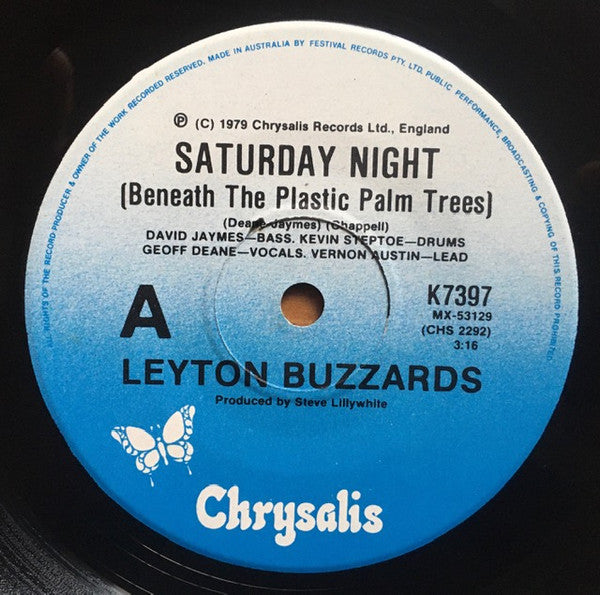 ALL RIGHTS OF THE RECORD PRODUCER & OWNER OF THE WORK RECORDED RESERVED. MADE IN AUSTRALIA BY FESTIVAL RECORDS PTY. LTD. PUBLIC PERFORMANCE, BROADCASTING & COPYING OF THIS RECORD PROHIBITED
℗ (C) 1979 Chrysalis Records Ltd., England
SATURDAY NIGHT
(Beneath The Plastic Palm Trees)
(Deane Jaymes) (Chappell)
DAVID JAYMES—BASS. KEVIN STEPTOE—DRUMS
GEOFF DEANE—VOCALS. VERNON AUSTIN—LEAD
A
K7397
MX-53129
(CHS 2292)
3:16
LEYTON BUZZARDS
Produced by Steve Lillywhite
Chrysalis